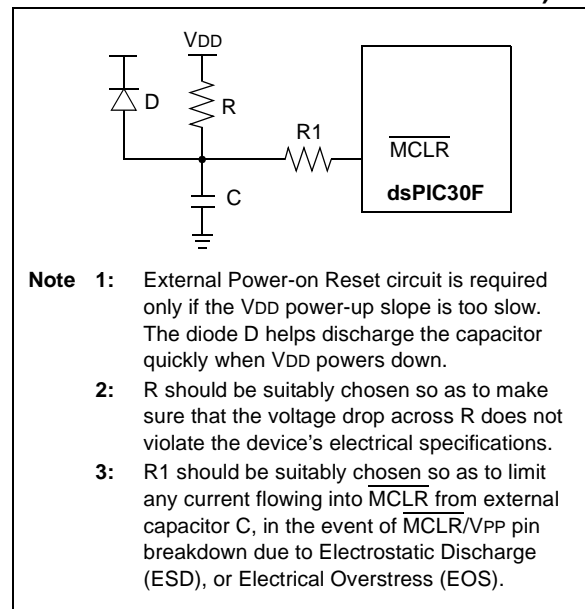 VDD
D
R
R1
MCLR
dsPIC30F
C
Note 1: External Power-on Reset circuit is required
only if the VDD power-up slope is too slow.
The diode D helps discharge the capacitor
quickly when VDD powers down.
2: R should be suitably chosen so as to make
sure that the voltage drop across R does not
violate the device's electrical specifications.
3: R1 should be suitably chosen so as to limit
any current flowing into MCLR from external
capacitor C, in the event of MCLR/VPP pin
breakdown due to Electrostatic Discharge
(ESD), or Electrical Overstress (EOS).